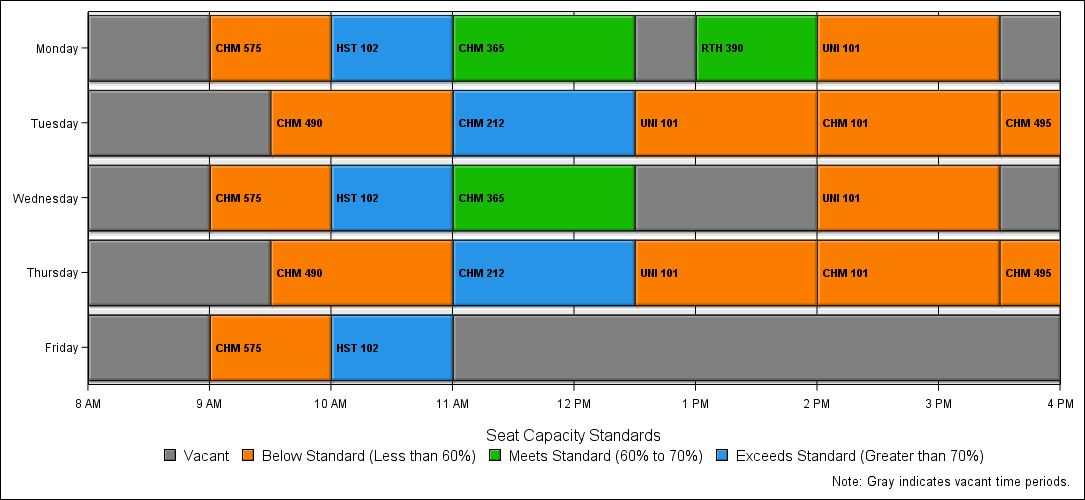 Monday CHM 575 HST 102 CHM 365 RTH 390 UNI 101
Tuesday CHM 490 CHM 212 UNI 101 CHM 101 CHM 495
Wednesday CHM 575 HST 102 CHM 365 UNI 101
Thursday CHM 490 CHM 212 UNI 101 CHM 101 CHM 495
Friday CHM 575 HST 102
8 AM 9 AM 10 AM 11 AM 12 PM 1 PM 2 PM 3 PM 4 PM
Seat Capacity Standards
Vacant Below Standard (Less than 60%) Meets Standard (60% to 70%) Exceeds Standard (Greater than 70%)
Note: Gray indicates vacant time periods.